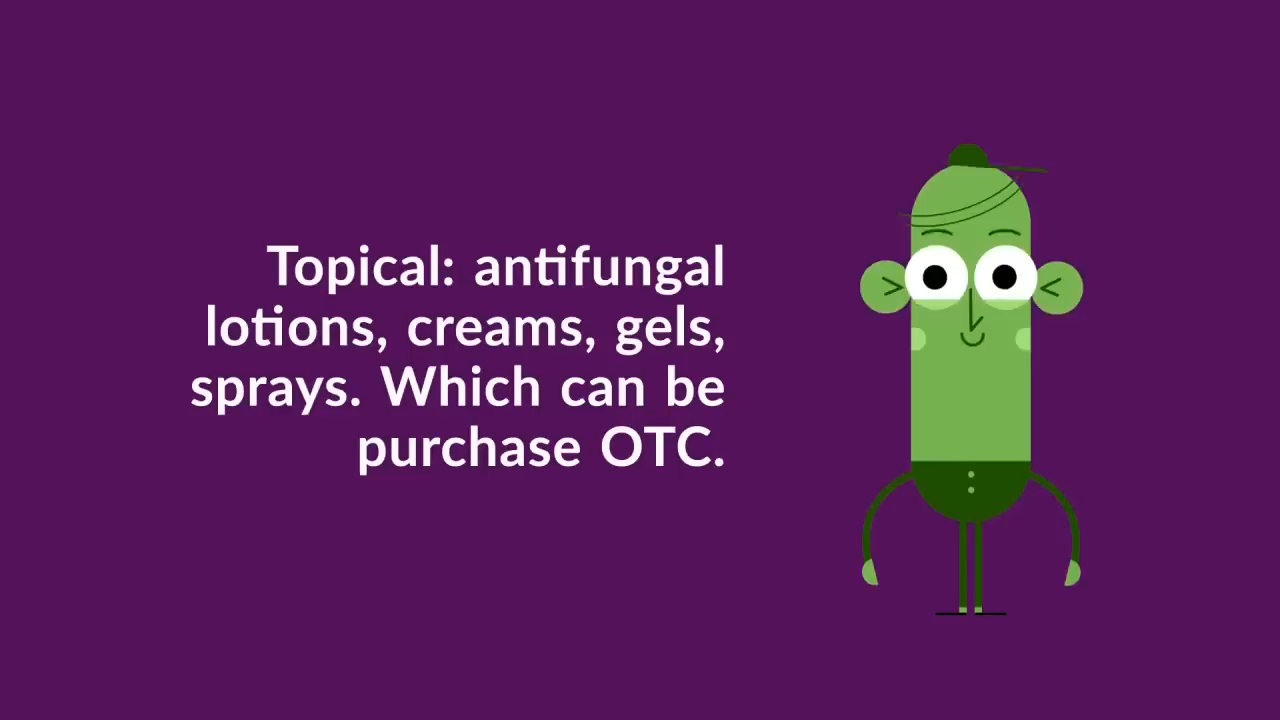 Topical: antifungal
lotions, creams, gels,
sprays. Which can be
purchase OTC.